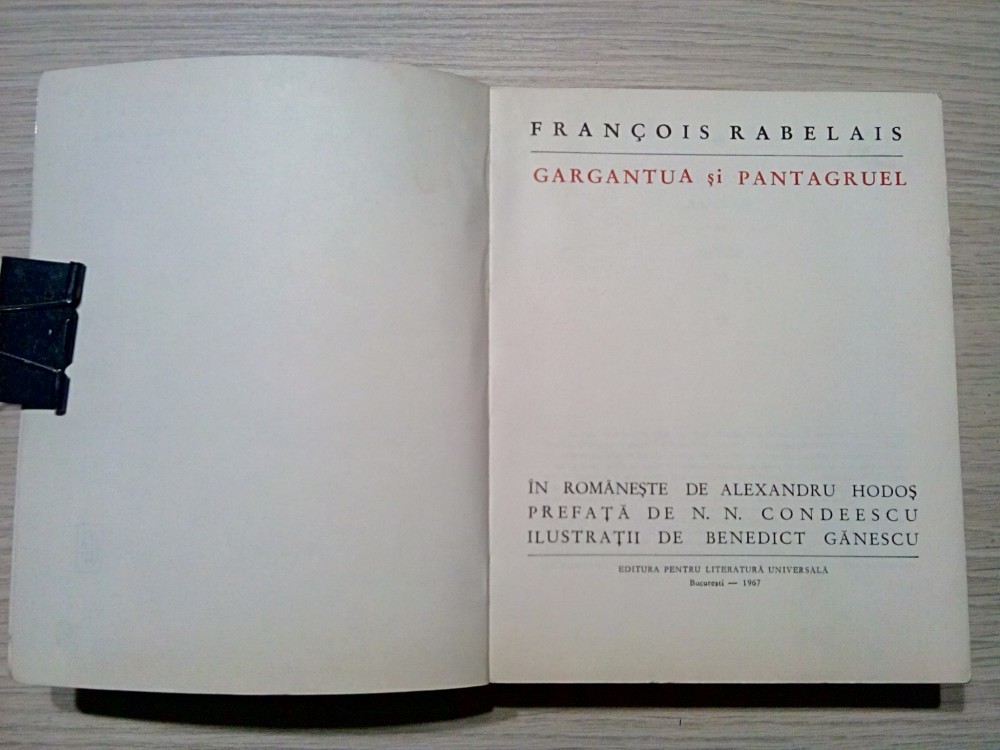 FRANÇOIS RABELAIS
GARGANTUA și PANTAGRUEL
ÎN ROMÂNEȘTE DE ALEXANDRU HODOȘ
PREFAȚĂ DE N. N. CONDEESCU
ILUSTRAȚII DE BENEDICT GĂNESCU
EDITURA PENTRU LITERATURĂ UNIVERSALĂ
București — 1967